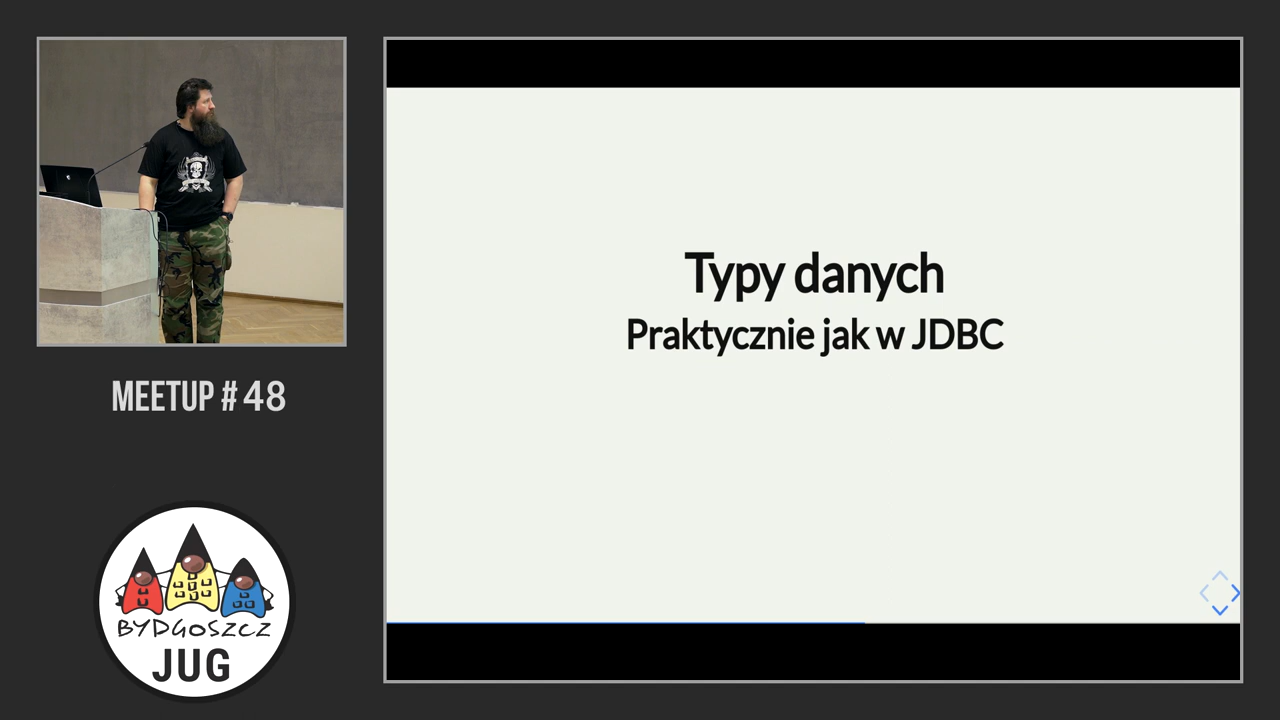 MEETUP # 48
BYDGOSZCZ
JUG
Typy danych
Praktycznie jak w JDBC